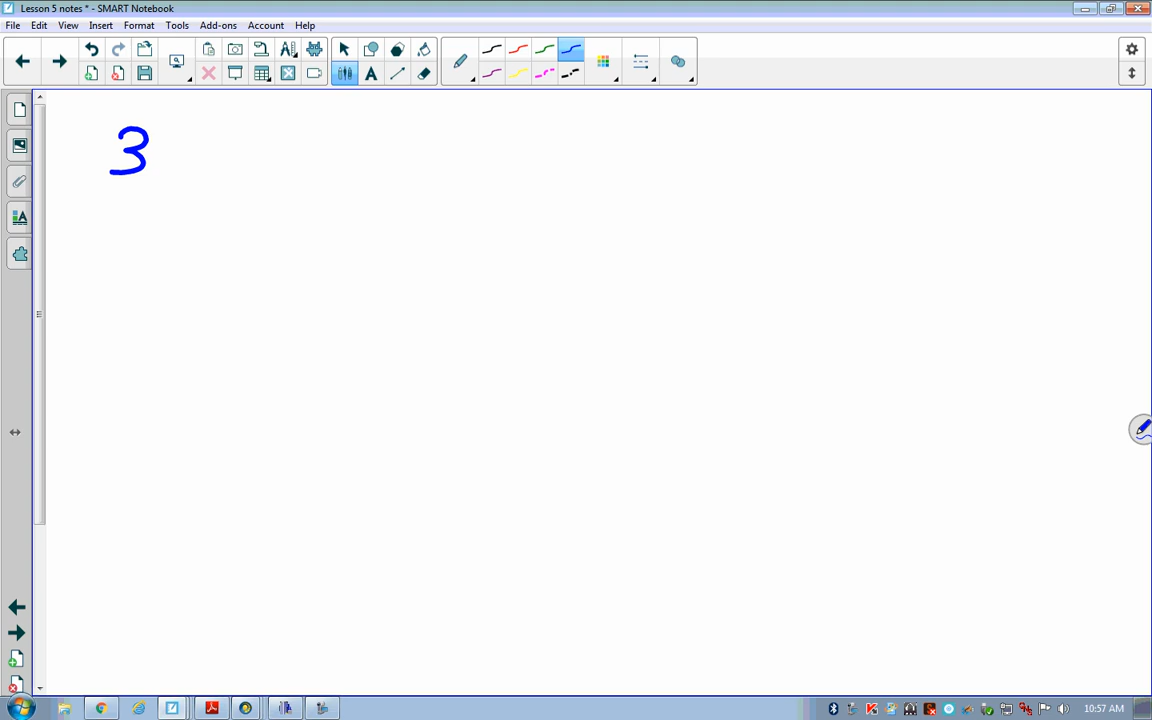 Lesson 5 notes * - SMART Notebook
File Edit View Insert Format Tools Add-ons Account Help
3
10:57 AM